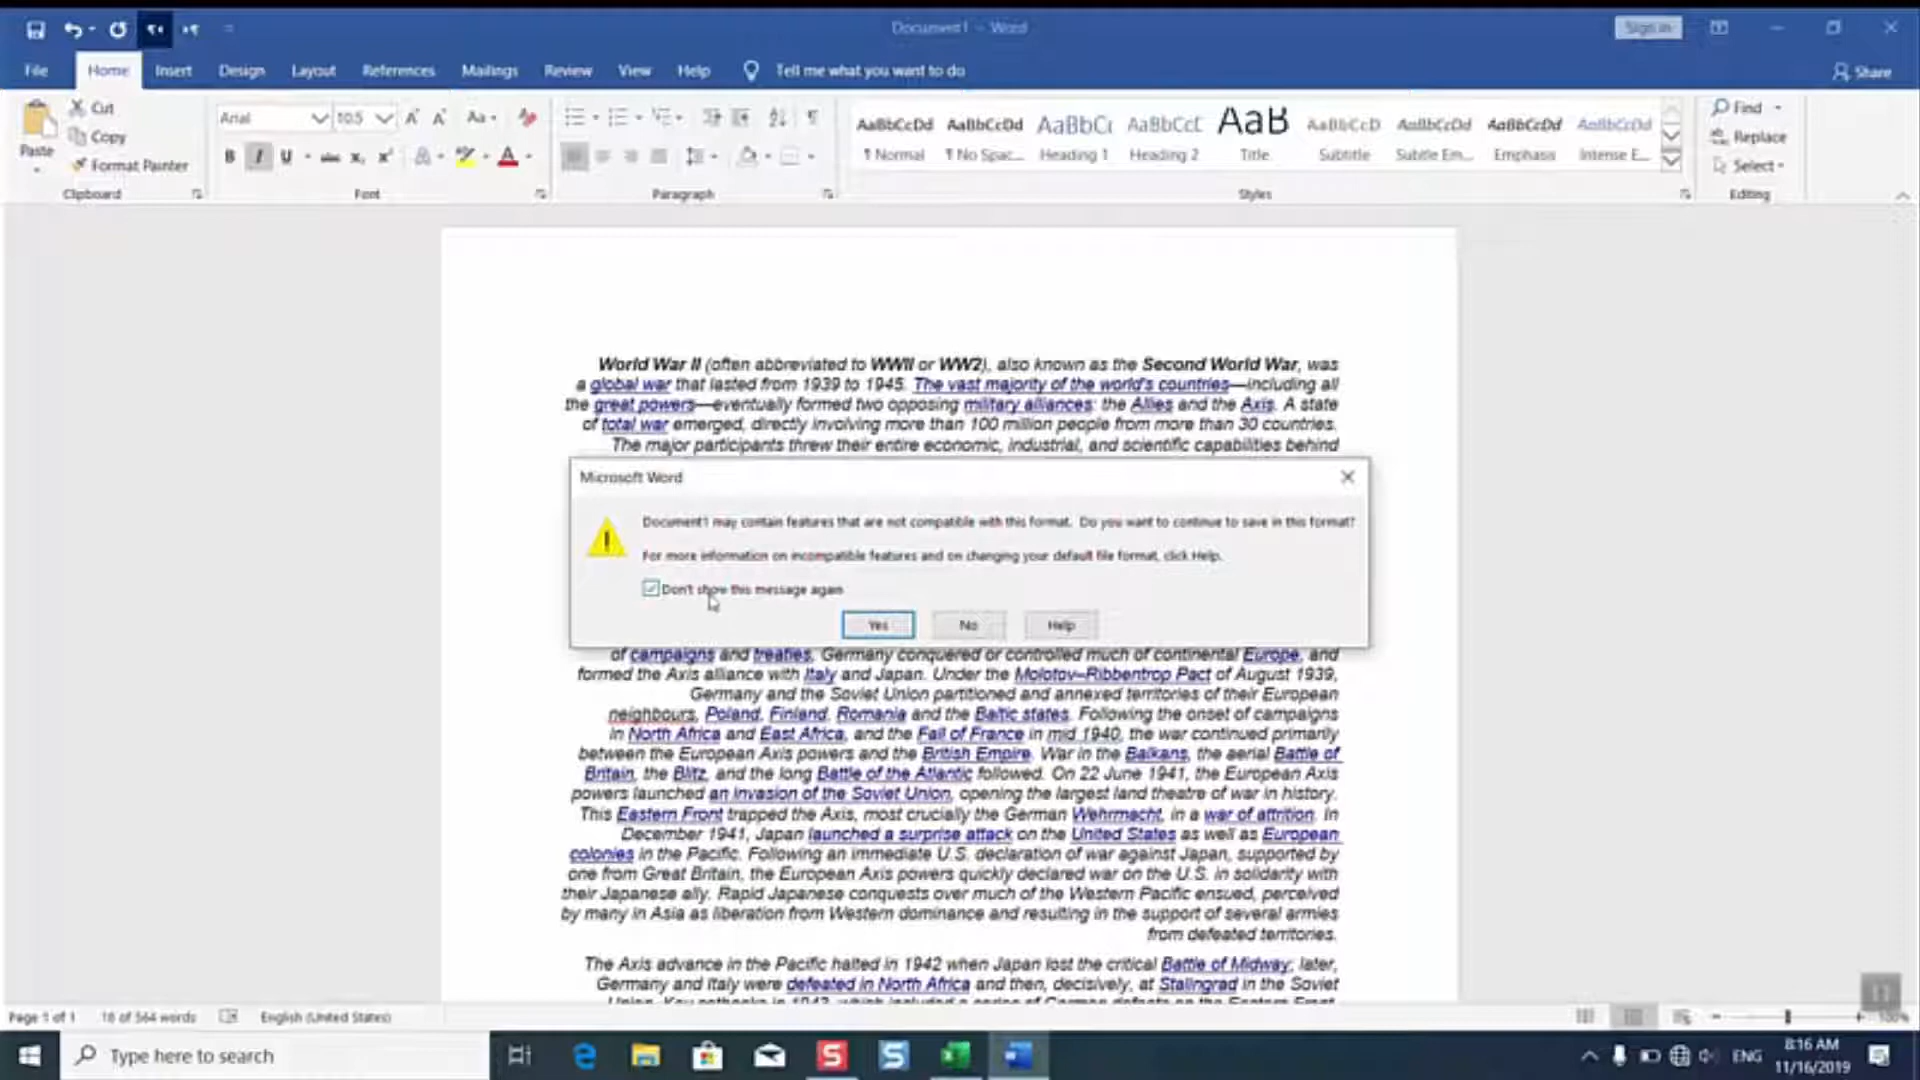 Document1 - Word
Sign in
File Home Insert Design Layout References Mailings Review View Help Tell me what you want to do Share
Paste
Cut
Copy
Format Painter
Clipboard
Arial 10.5
Font
Paragraph
AaBbCcDd AaBbCcDd AaBbCc AaBbCcC AaB AaBbCcD AaBbCcDd AaBbCcDd AaBbCcDd
¶ Normal ¶ No Spac... Heading 1 Heading 2 Title Subtitle Subtle Em... Emphasis Intense E...
Styles
Find
Replace
Select
Editing
World War II (often abbreviated to WWII or WW2), also known as the Second World War, was
a global war that lasted from 1939 to 1945. The vast majority of the world's countries—including all
the great powers—eventually formed two opposing military alliances: the Allies and the Axis. A state
of total war emerged, directly involving more than 100 million people from more than 30 countries.
The major participants threw their entire economic, industrial, and scientific capabilities behind
Microsoft Word
Document1 may contain features that are not compatible with this format. Do you want to continue to save in this format?
For more information on incompatible features and on changing your default file format, click Help.
Don't show this message again
Yes No Help
of campaigns and treaties, Germany conquered or controlled much of continental Europe, and
formed the Axis alliance with Italy and Japan. Under the Molotov–Ribbentrop Pact of August 1939,
Germany and the Soviet Union partitioned and annexed territories of their European
neighbours, Poland, Finland, Romania and the Baltic states. Following the onset of campaigns
in North Africa and East Africa, and the Fall of France in mid 1940, the war continued primarily
between the European Axis powers and the British Empire. War in the Balkans, the aerial Battle of
Britain, the Blitz, and the long Battle of the Atlantic followed. On 22 June 1941, the European Axis
powers launched an invasion of the Soviet Union, opening the largest land theatre of war in history.
This Eastern Front trapped the Axis, most crucially the German Wehrmacht, in a war of attrition. In
December 1941, Japan launched a surprise attack on the United States as well as European
colonies in the Pacific. Following an immediate U.S. declaration of war against Japan, supported by
one from Great Britain, the European Axis powers quickly declared war on the U.S. in solidarity with
their Japanese ally. Rapid Japanese conquests over much of the Western Pacific ensued, perceived
by many in Asia as liberation from Western dominance and resulting in the support of several armies
from defeated territories.
The Axis advance in the Pacific halted in 1942 when Japan lost the critical Battle of Midway; later,
Germany and Italy were defeated in North Africa and then, decisively, at Stalingrad in the Soviet
Page 1 of 1 18 of 564 words English (United States) 100%
Type here to search
ENG
8:16 AM
11/16/2019